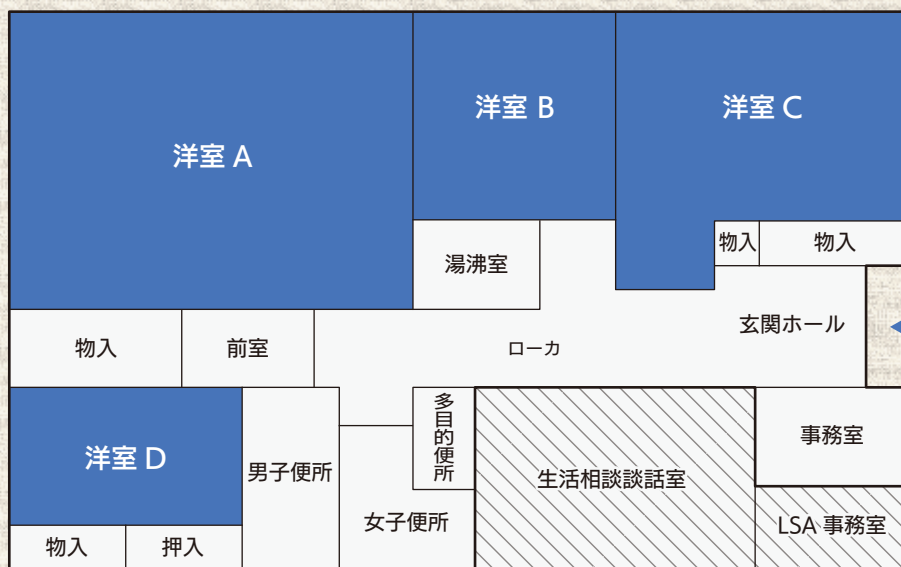 洋室 A
洋室 B
洋室 C
湯沸室
物入
物入
物入
前室
ローカ
玄関ホール
洋室 D
男子便所
多目的便所
女子便所
生活相談談話室
事務室
LSA 事務室
物入
押入